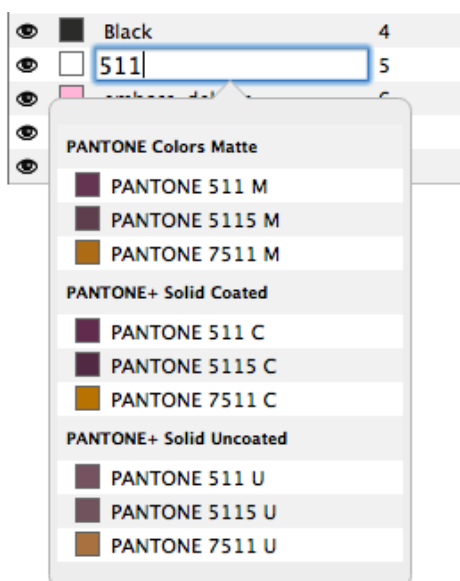 Black 4
511 5
PANTONE Colors Matte
PANTONE 511 M
PANTONE 5115 M
PANTONE 7511 M
PANTONE+ Solid Coated
PANTONE 511 C
PANTONE 5115 C
PANTONE 7511 C
PANTONE+ Solid Uncoated
PANTONE 511 U
PANTONE 5115 U
PANTONE 7511 U